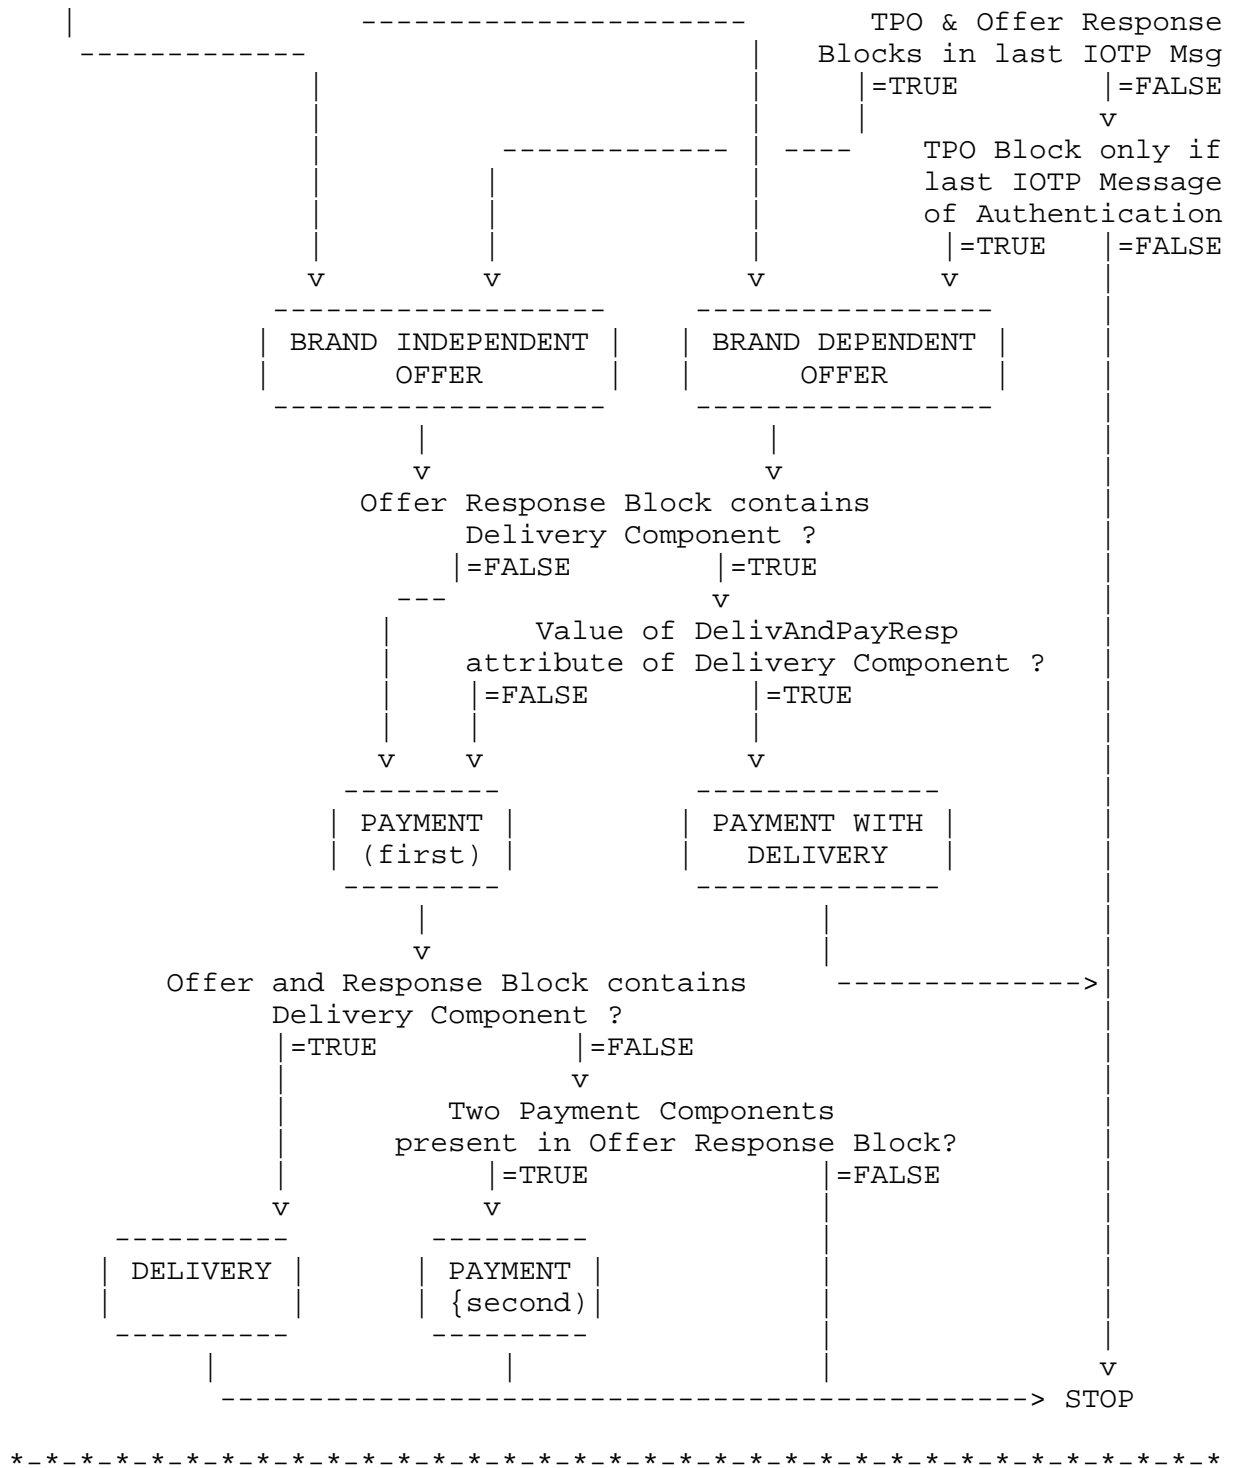 TPO & Offer Response
Blocks in last IOTP Msg
|=TRUE |=FALSE
v
TPO Block only if
last IOTP Message
of Authentication
|=TRUE |=FALSE
v v v v
BRAND INDEPENDENT | | BRAND DEPENDENT
OFFER | | OFFER
v v
Offer Response Block contains
Delivery Component ?
|=FALSE |=TRUE
v
Value of DelivAndPayResp
attribute of Delivery Component ?
|=FALSE |=TRUE
v v v
| PAYMENT | | PAYMENT WITH |
| (first) | | DELIVERY |
v
Offer and Response Block contains -------------->|
Delivery Component ?
|=TRUE |=FALSE
v
Two Payment Components
present in Offer Response Block?
|=TRUE |=FALSE
v v
| DELIVERY | | PAYMENT |
| | | {second)|
v
----------------------------------------------> STOP
*-*-*-*-*-*-*-*-*-*-*-*-*-*-*-*-*-*-*-*-*-*-*-*-*-*-*-*-*-*-*-*-*-*-*